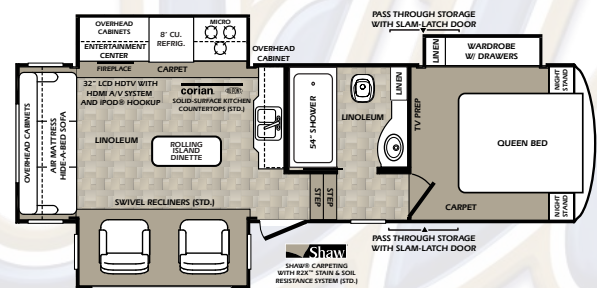 PASS THROUGH STORAGE
WITH SLAM-LATCH DOOR
OVERHEAD
CABINETS
ENTERTAINMENT
CENTER
8' CU.
REFRIG.
MICRO
FIREPLACE
CARPET
OVERHEAD
CABINET
LINEN
WARDROBE
W/ DRAWERS
32" LCD HDTV WITH
HDMI A/V SYSTEM
AND IPOD® HOOKUP
corian
DUPONT
SOLID-SURFACE KITCHEN
COUNTERTOPS (STD.)
OVERHEAD CABINETS
AIR MATTRESS
HIDE-A-BED SOFA
LINOLEUM
ROLLING
ISLAND
DINETTE
54" SHOWER
LINEN
LINOLEUM
TV PREP
NIGHT
STAND
QUEEN BED
SWIVEL RECLINERS (STD.)
STEP
STEP
CARPET
NIGHT
STAND
Shaw
SHAW® CARPETING
WITH R2X™ STAIN & SOIL
RESISTANCE SYSTEM (STD.)
PASS THROUGH STORAGE
WITH SLAM-LATCH DOOR